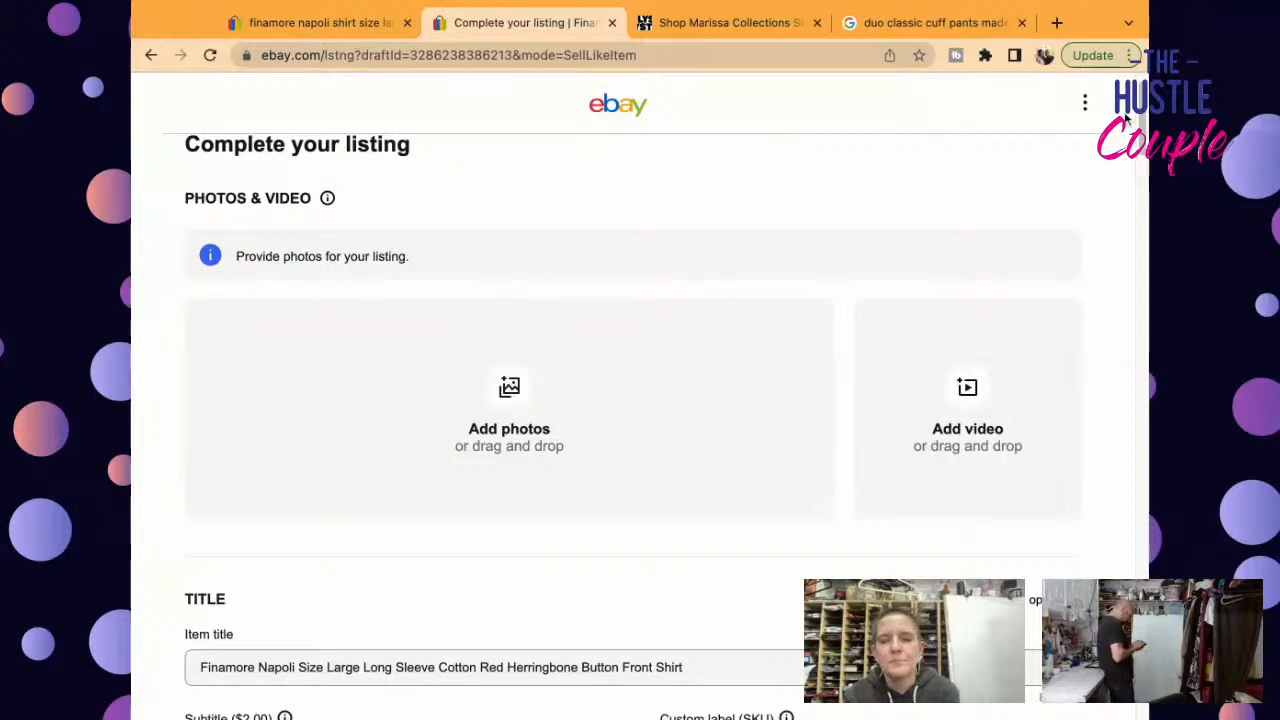 finamore napoli shirt size la
Complete your listing | Fina
LYST
Shop Marissa Collections S
duo classic cuff pants made
ebay.com/lstng?draftId=3286238386213&mode=SellLikeItem
Update
-THE-
HUSTLE
Couple
ebay
Complete your listing
PHOTOS & VIDEO
Provide photos for your listing.
Add photos
or drag and drop
Add video
or drag and drop
TITLE
op
Item title
Finamore Napoli Size Large Long Sleeve Cotton Red Herringbone Button Front Shirt
Subtitle ($2.00)
Custom label (SKU)